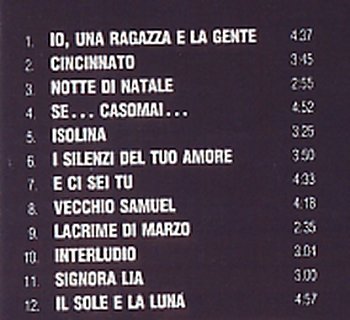 1. IO, UNA RAGAZZA E LA GENTE 4:37
2. CINCINNATO 3:45
3. NOTTE DI NATALE 2:55
4. SE... CASOMAI... 4:52
5. ISOLINA 3:25
6. I SILENZI DEL TUO AMORE 3:50
7. E CI SEI TU 4:33
8. VECCHIO SAMUEL 4:18
9. LACRIME DI MARZO 2:35
10. INTERLUDIO 3:01
11. SIGNORA LIA 3:00
12. IL SOLE E LA LUNA 4:57